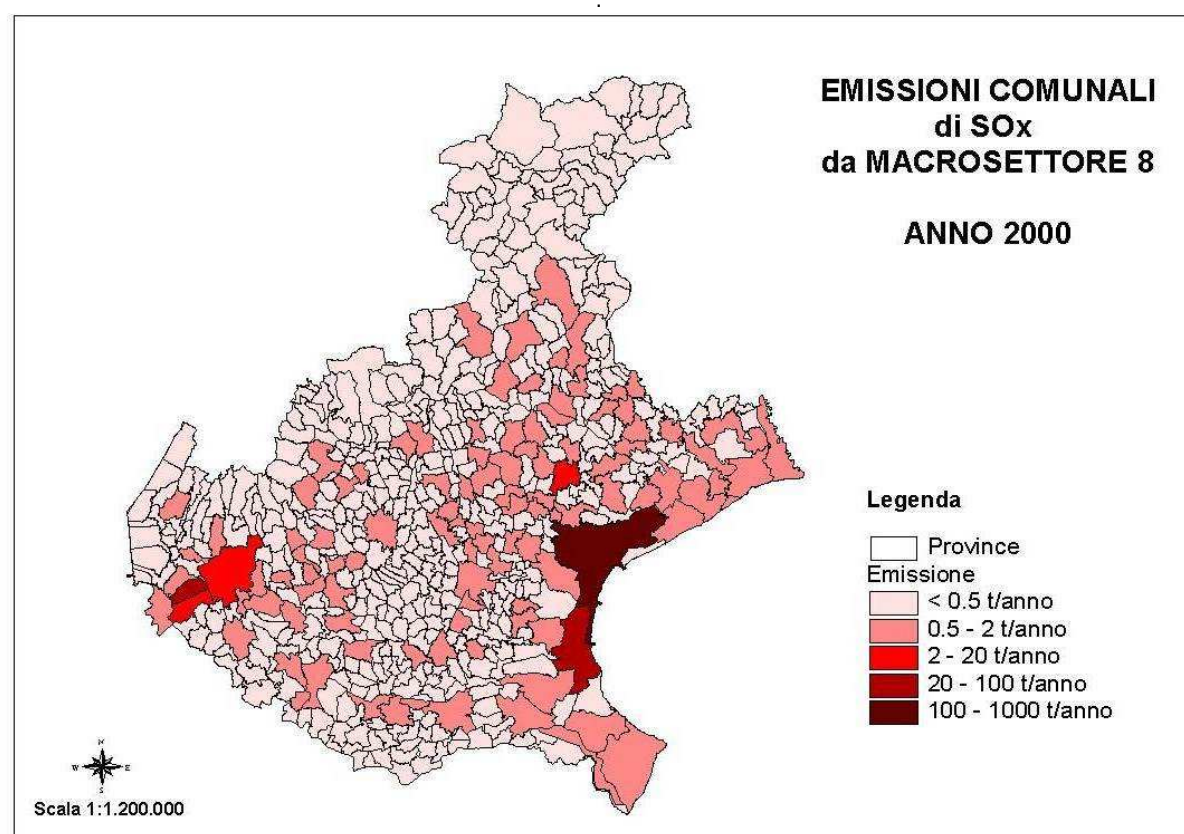 EMISSIONI COMUNALI
di SOx
da MACROSETTORE 8
ANNO 2000
Legenda
Province
Emissione
< 0.5 t/anno
0.5 - 2 t/anno
2 - 20 t/anno
20 - 100 t/anno
100 - 1000 t/anno
N
W E
S
Scala 1:1.200.000